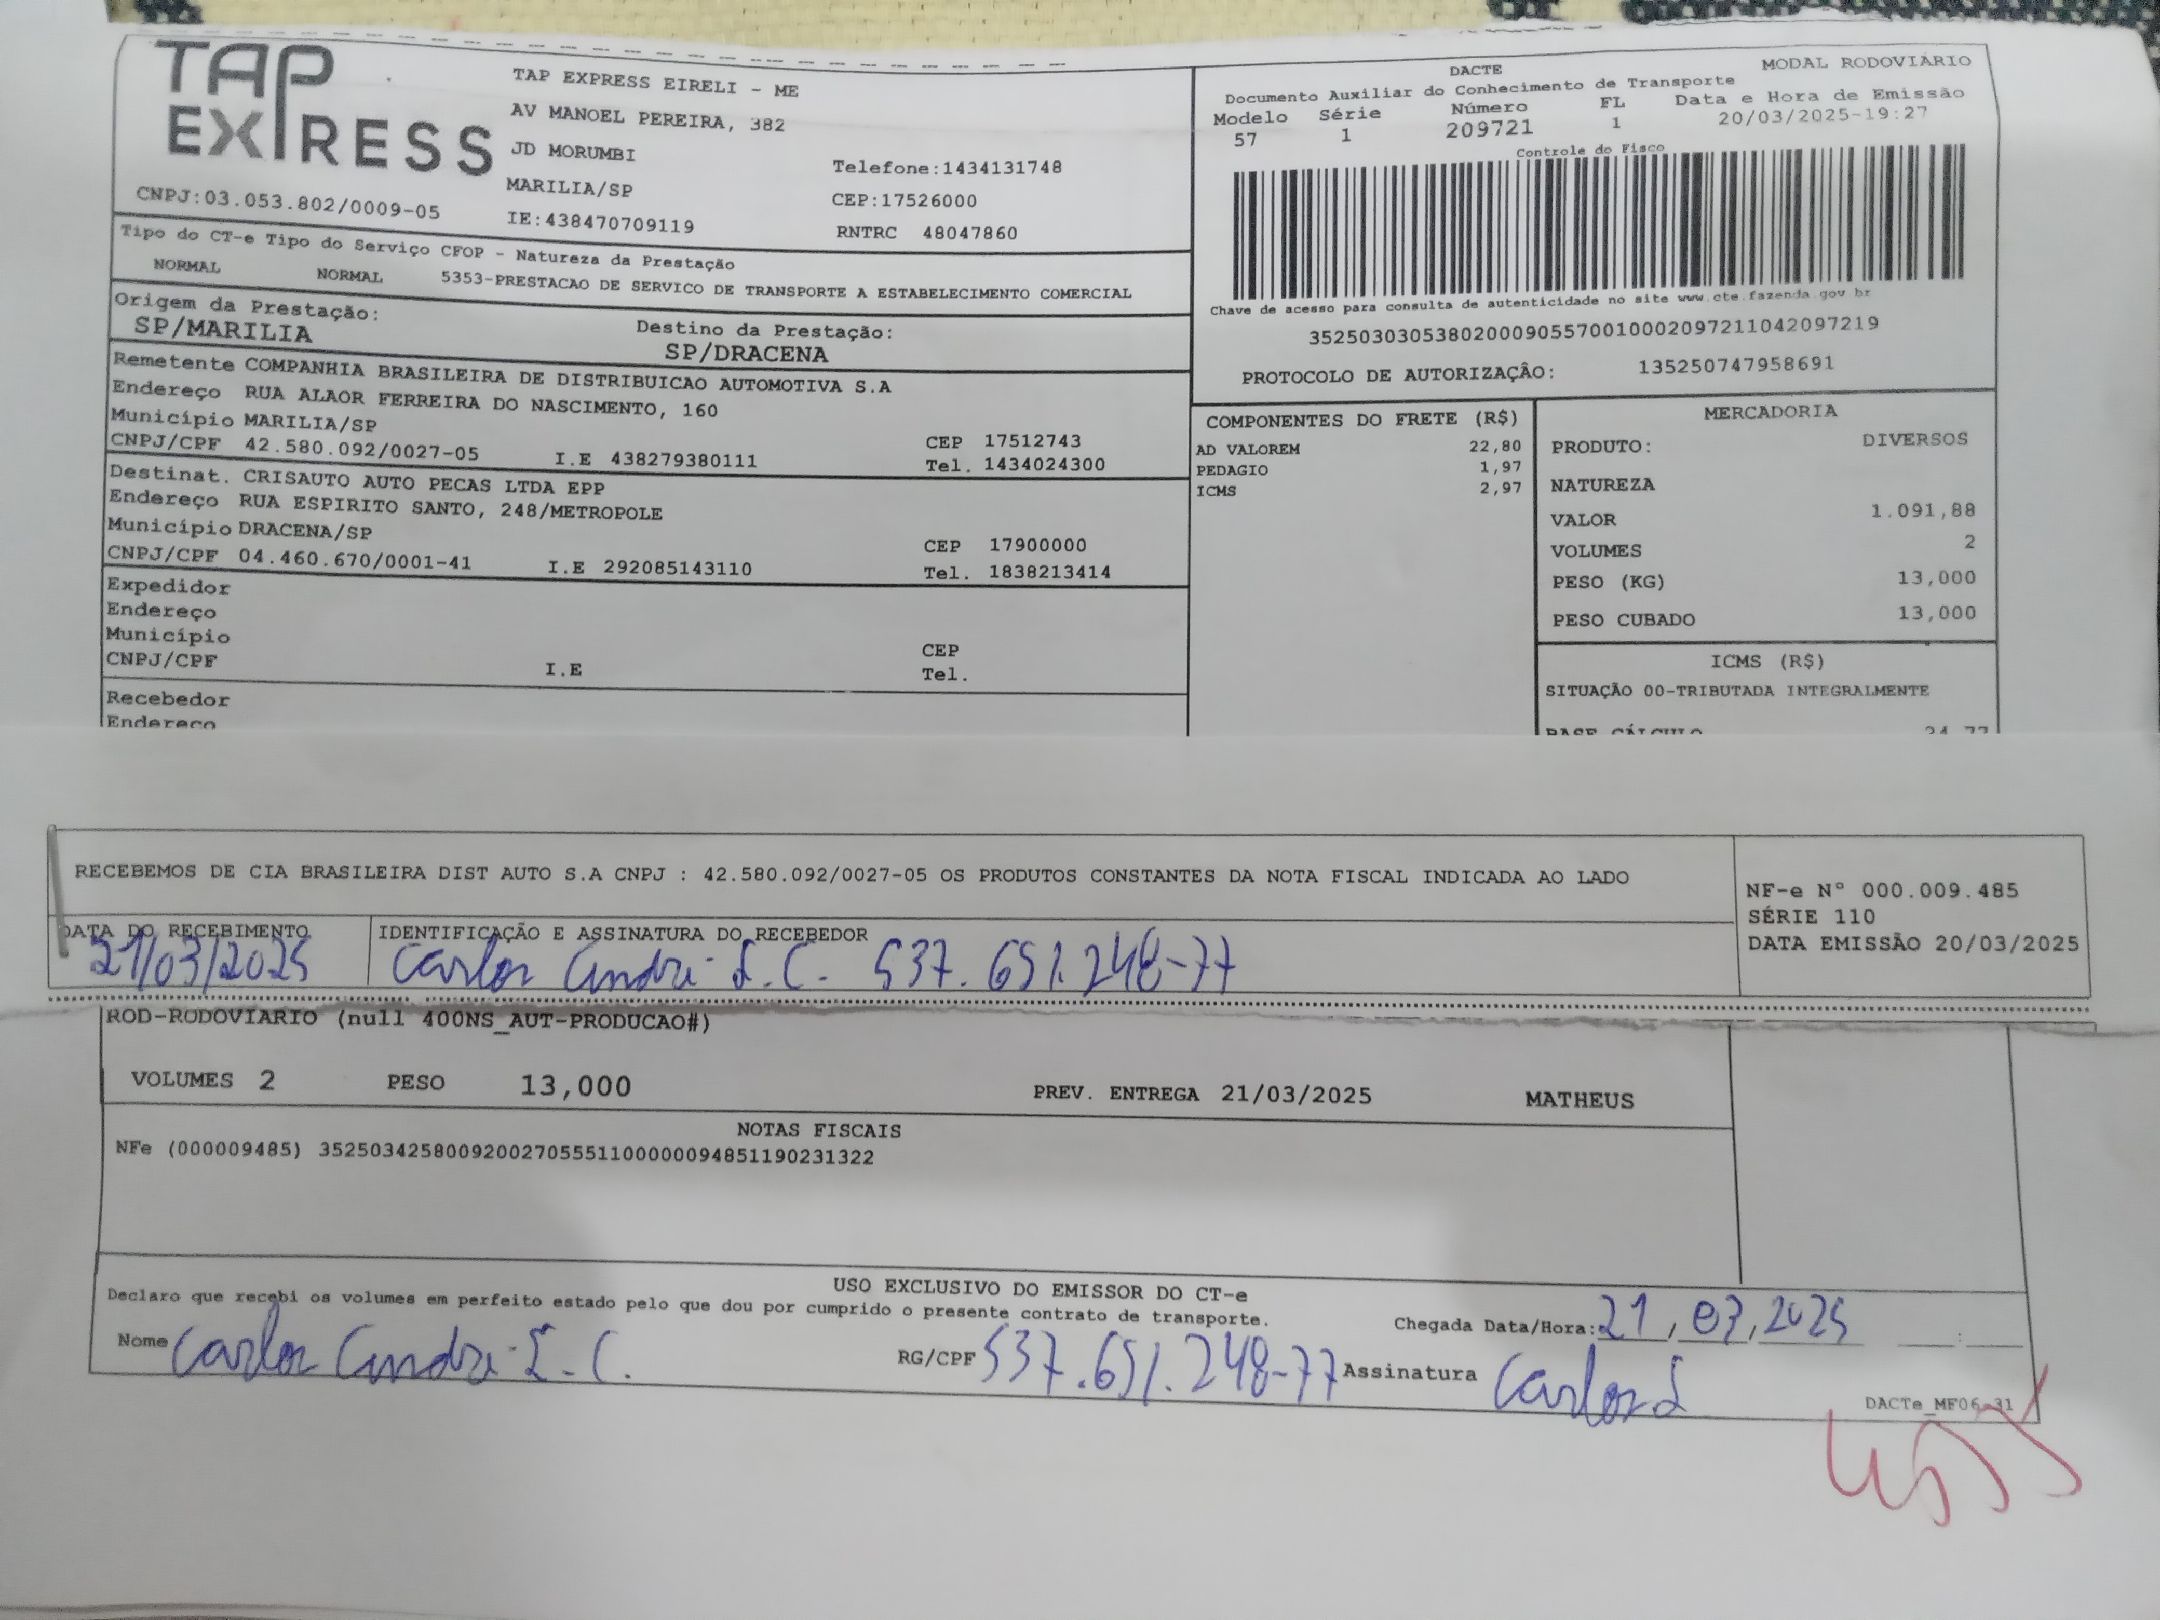 TAP EXPRESS
TAP EXPRESS EIRELI - ME
AV MANOEL PEREIRA, 382
JD MORUMBI
MARILIA/SP
IE:438470709119
Telefone:1434131748
CEP:17526000
RNTRC 48047860
CNPJ:03.053.802/0009-05
DACTE
MODAL RODOVIÁRIO
Documento Auxiliar do Conhecimento de Transporte
Modelo Série Número FL Data e Hora de Emissão
57 1 209721 1 20/03/2025-19:27
Controle do Fisco
Chave de acesso para consulta de autenticidade no site www.cte.fazenda.gov br
35250303053802000905570010002097211042097219
PROTOCOLO DE AUTORIZAÇÃO: 135250747958691
Tipo do CT-e Tipo do Serviço CFOP - Natureza da Prestação
NORMAL NORMAL 5353-PRESTACAO DE SERVICO DE TRANSPORTE A ESTABELECIMENTO COMERCIAL
Origem da Prestação: Destino da Prestação:
SP/MARILIA SP/DRACENA
Remetente COMPANHIA BRASILEIRA DE DISTRIBUICAO AUTOMOTIVA S.A
Endereço RUA ALAOR FERREIRA DO NASCIMENTO, 160
Município MARILIA/SP CEP 17512743
CNPJ/CPF 42.580.092/0027-05 I.E 438279380111 Tel. 1434024300
Destinat. CRISAUTO AUTO PECAS LTDA EPP
Endereço RUA ESPIRITO SANTO, 248/METROPOLE
Município DRACENA/SP CEP 17900000
CNPJ/CPF 04.460.670/0001-41 I.E 292085143110 Tel. 1838213414
Expedidor
Endereço
Município CEP
CNPJ/CPF I.E Tel.
Recebedor
Endereço
COMPONENTES DO FRETE (R$)
AD VALOREM 22,80
PEDAGIO 1,97
ICMS 2,97
MERCADORIA
PRODUTO: DIVERSOS
NATUREZA
VALOR 1.091,88
VOLUMES 2
PESO (KG) 13,000
PESO CUBADO 13,000
ICMS (R$)
SITUAÇÃO 00-TRIBUTADA INTEGRALMENTE
BASE CÁLCULO 24,77
RECEBEMOS DE CIA BRASILEIRA DIST AUTO S.A CNPJ : 42.580.092/0027-05 OS PRODUTOS CONSTANTES DA NOTA FISCAL INDICADA AO LADO
NF-e N° 000.009.485
SÉRIE 110
DATA EMISSÃO 20/03/2025
DATA DO RECEBIMENTO IDENTIFICAÇÃO E ASSINATURA DO RECEBEDOR
21/03/2025 Carlos André S. C. 537.651.248-77
ROD-RODOVIARIO (null 400NS_AUT-PRODUCAO#)
VOLUMES 2 PESO 13,000 PREV. ENTREGA 21/03/2025 MATHEUS
NOTAS FISCAIS
NFe (000009485) 35250342580092002705551100000094851190231322
USO EXCLUSIVO DO EMISSOR DO CT-e
Declaro que recebi os volumes em perfeito estado pelo que dou por cumprido o presente contrato de transporte.
Chegada Data/Hora: 21/03/2025 :
Nome Carlos André S. C. RG/CPF 537.651.248-77 Assinatura Carlos S
DACTe_MF06-31